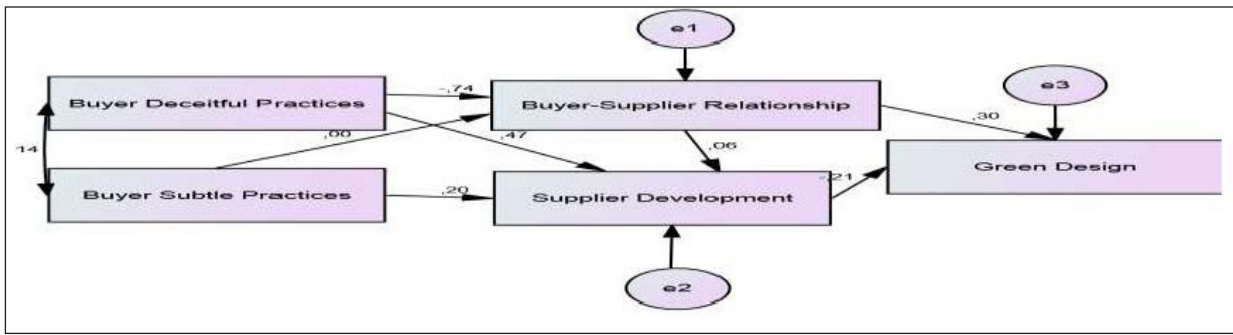 e1
Buyer Deceitful Practices
-,74
Buyer-Supplier Relationship
e3
,30
,00
,47
14
,06
Green Design
Buyer Subtle Practices
,20
Supplier Development
-,21
e2